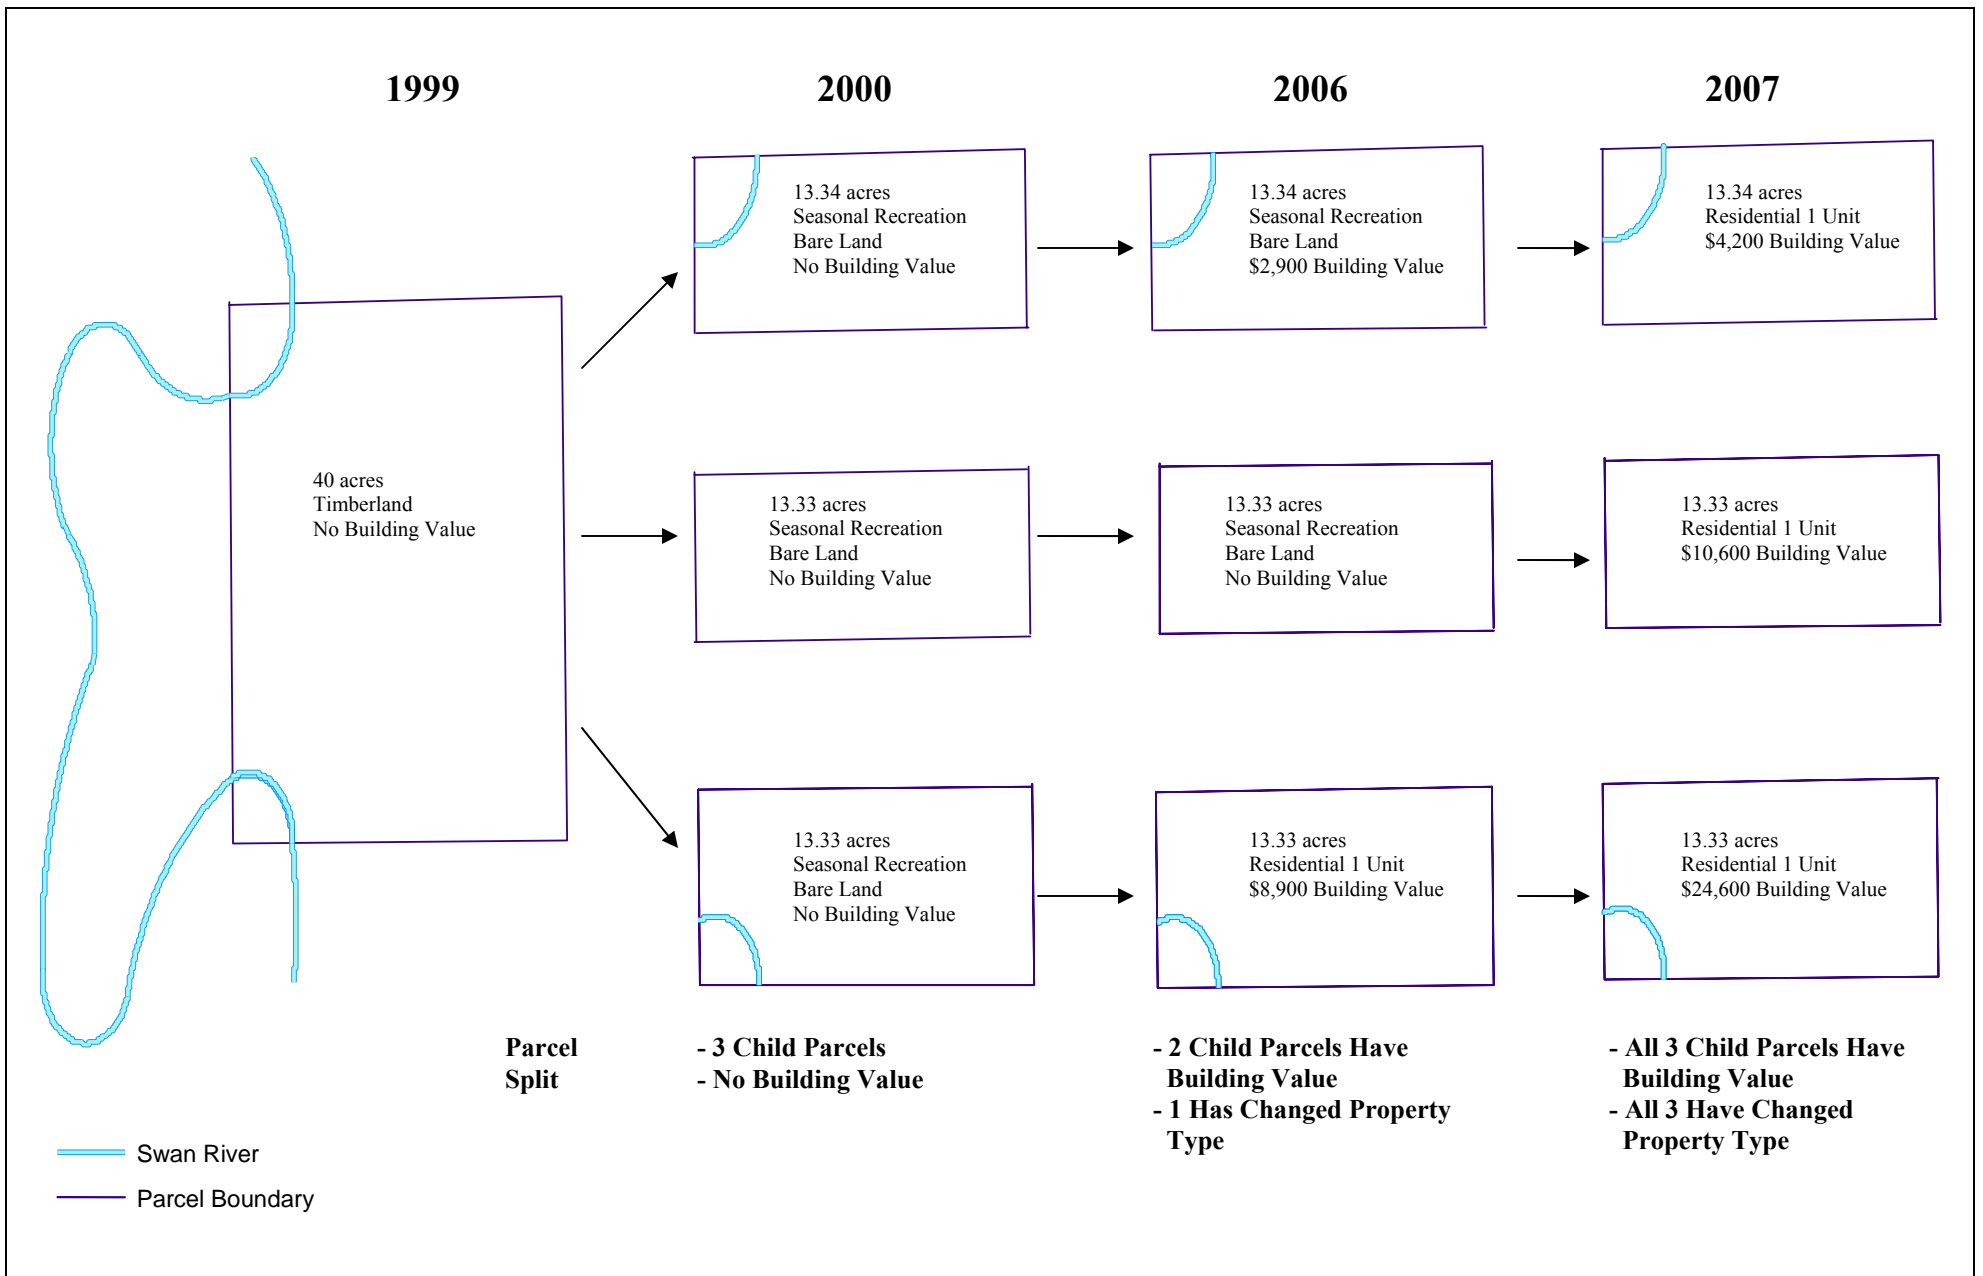 1999
2000
2006
2007
40 acres
Timberland
No Building Value
13.34 acres
Seasonal Recreation
Bare Land
No Building Value
13.34 acres
Seasonal Recreation
Bare Land
$2,900 Building Value
13.34 acres
Residential 1 Unit
$4,200 Building Value
13.33 acres
Seasonal Recreation
Bare Land
No Building Value
13.33 acres
Seasonal Recreation
Bare Land
No Building Value
13.33 acres
Residential 1 Unit
$10,600 Building Value
13.33 acres
Seasonal Recreation
Bare Land
No Building Value
13.33 acres
Residential 1 Unit
$8,900 Building Value
13.33 acres
Residential 1 Unit
$24,600 Building Value
Parcel
Split
- 3 Child Parcels
- No Building Value
- 2 Child Parcels Have
Building Value
- 1 Has Changed Property
Type
- All 3 Child Parcels Have
Building Value
- All 3 Have Changed
Property Type
Swan River
Parcel Boundary